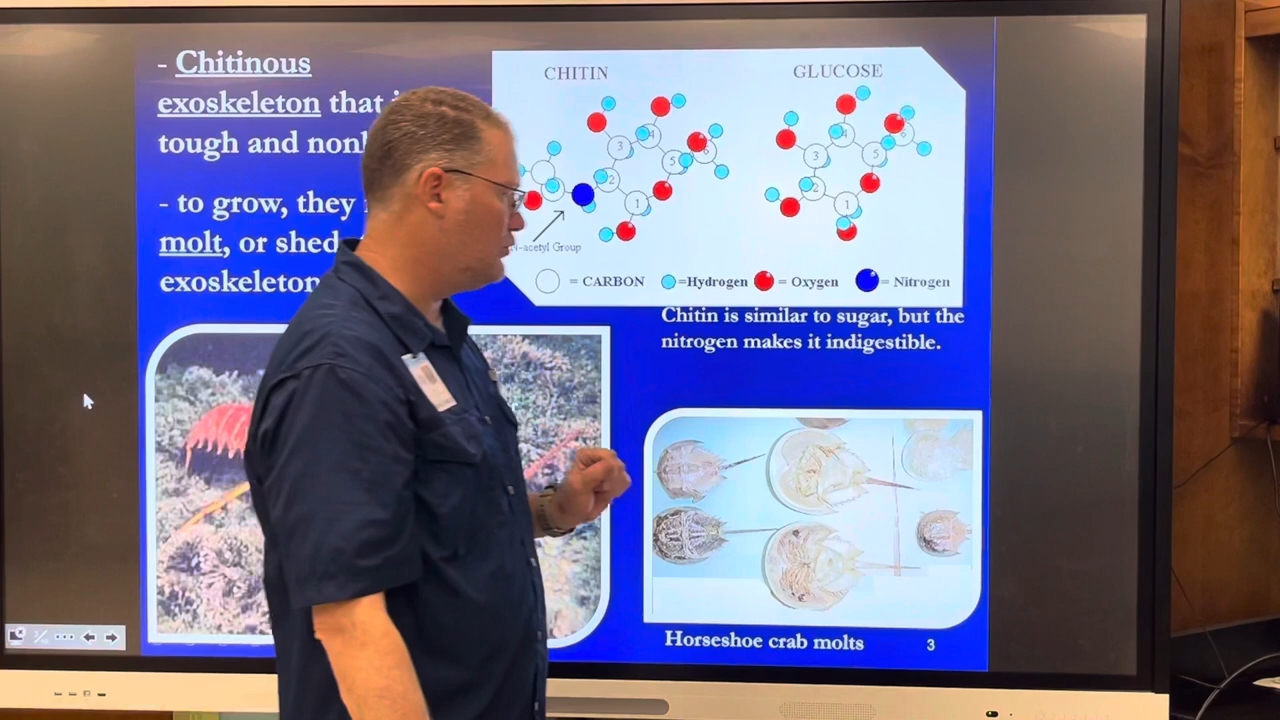 - Chitinous
exoskeleton that
tough and
- to grow, they
molt, or shed
exoskeleton
CHITIN
GLUCOSE
4
3
5
6
2
1
N-acetyl Group
4
6
3
5
2
1
= CARBON =Hydrogen = Oxygen = Nitrogen
Chitin is similar to sugar, but the
nitrogen makes it indigestible.
Horseshoe crab molts
3